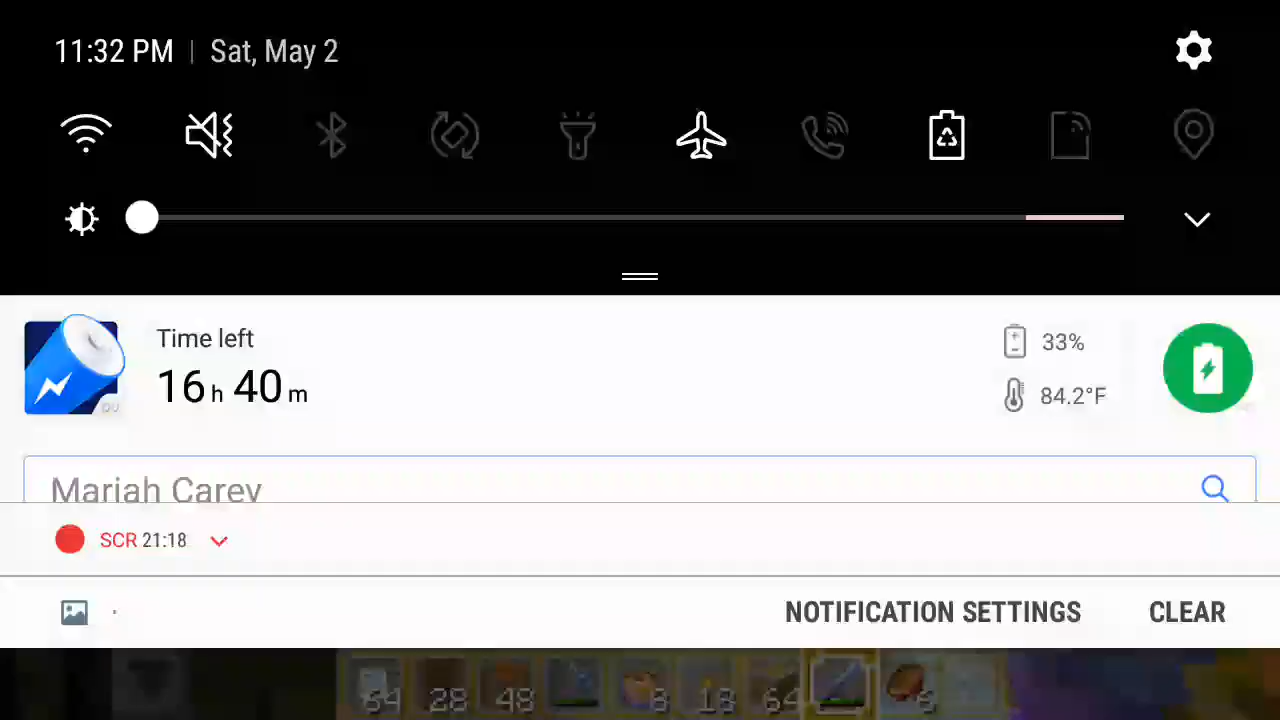 11:32 PM | Sat, May 2
Time left
16 h 40 m
33%
84.2°F
Mariah Carey
SCR 21:18
NOTIFICATION SETTINGS CLEAR
64 28 48 8 18 64 6